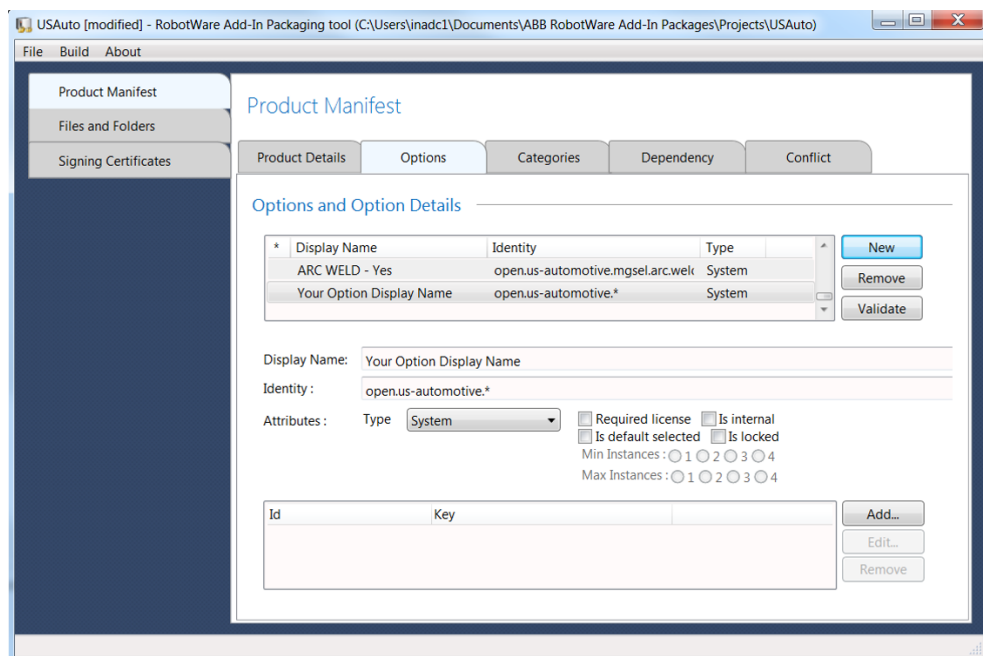 USAuto [modified] - RobotWare Add-In Packaging tool (C:\Users\inadc1\Documents\ABB RobotWare Add-In Packages\Projects\USAuto)
File Build About
Product Manifest
Files and Folders
Signing Certificates
Product Manifest
Product Details Options Categories Dependency Conflict
Options and Option Details
* Display Name Identity Type
ARC WELD - Yes open.us-automotive.mgsel.arc.weld System
Your Option Display Name open.us-automotive.* System
New
Remove
Validate
Display Name: Your Option Display Name
Identity : open.us-automotive.*
Attributes : Type System
Required license Is internal
Is default selected Is locked
Min Instances : 1 2 3 4
Max Instances : 1 2 3 4
Id Key
Add...
Edit...
Remove